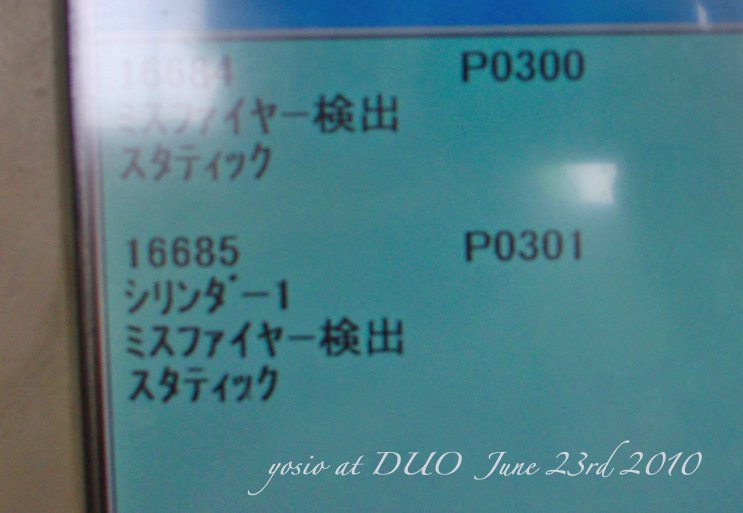 16684 P0300
ミスファイヤー検出
スタティック
16685 P0301
シリンダー1
ミスファイヤー検出
スタティック
yosio at DUO June 23rd 2010